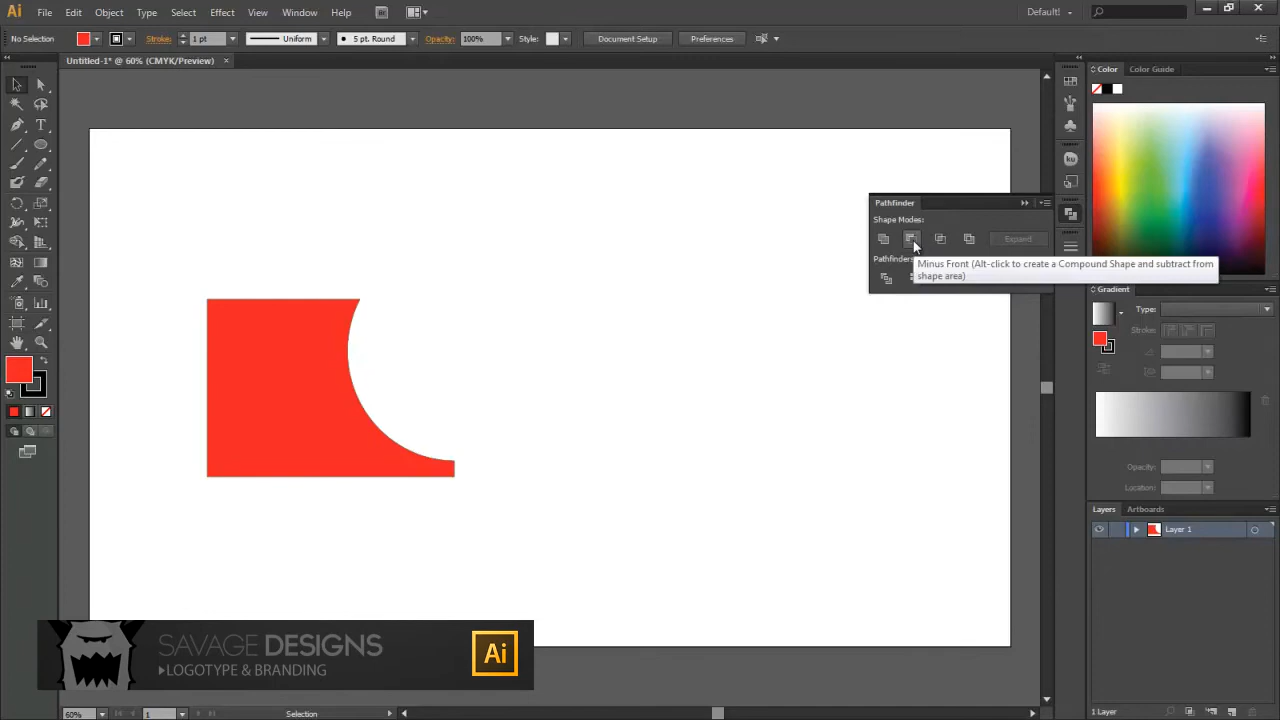 Ai File Edit Object Type Select Effect View Window Help Br Default!
No Selection Stroke: 1 pt Uniform 5 pt. Round Opacity: 100% Style: Document Setup Preferences
Untitled-1* @ 60% (CMYK/Preview) ×
Color Color Guide
T
ku
Pathfinder
Shape Modes:
Expand
Pathfinders
Minus Front (Alt-click to create a Compound Shape and subtract from
shape area)
Gradient
Type:
Stroke:
Opacity:
Location:
Layers Artboards
Layer 1
SAVAGE DESIGNS
LOGOTYPE & BRANDING
Ai
60% 1 Selection
1 Layer